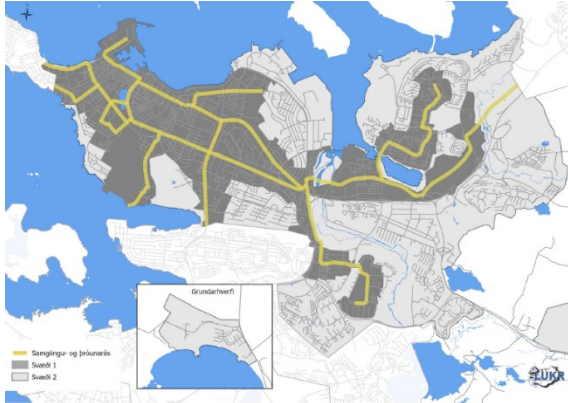 Grundarhverfi
Samgöngu- og þróunarás
Svæði 1
Svæði 2
LUKR